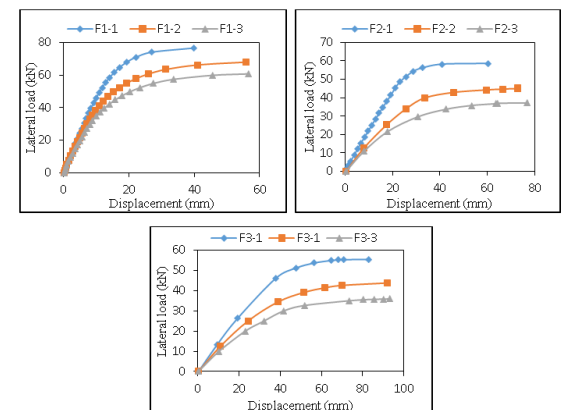 F1-1 F1-2 F1-3
80
60
40
20
0
0 20 40 60
Lateral load (kN)
Displacement (mm)
F2-1 F2-2 F2-3
70
60
50
40
30
20
10
0
0 20 40 60 80
Lateral load (kN)
Displacement (mm)
F3-1 F3-1 F3-3
60
50
40
30
20
10
0
0 20 40 60 80 100
Lateral load (kN)
Displacement (mm)